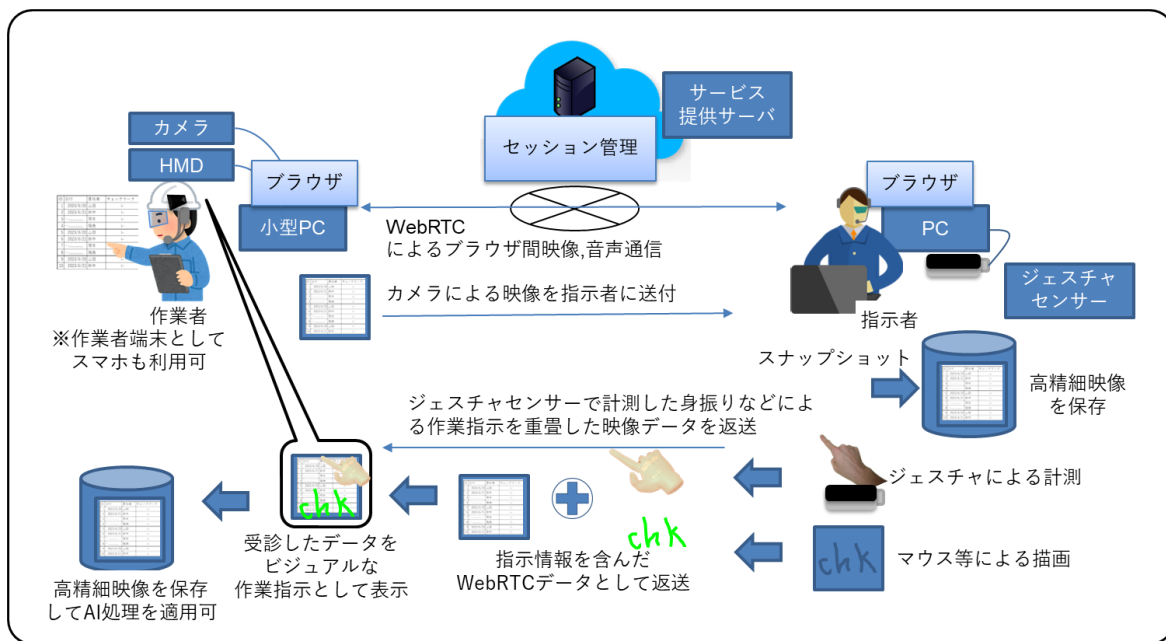 サービス
提供サーバ
セッション管理
カメラ
HMD
ブラウザ
小型PC
WebRTC
によるブラウザ間映像,音声通信
ブラウザ
PC
ジェスチャ
センサー
カメラによる映像を指示者に送付
作業者
※作業者端末として
スマホも利用可
指示者
スナップショット
高精細映像
を保存
ジェスチャセンサーで計測した身振りなどによ
る作業指示を重畳した映像データを返送
ジェスチャによる計測
chk
chk
chk
マウス等による描画
指示情報を含んだ
WebRTCデータとして返送
受診したデータを
ビジュアルな
作業指示として表示
高精細映像を保存
してAI処理を適用可